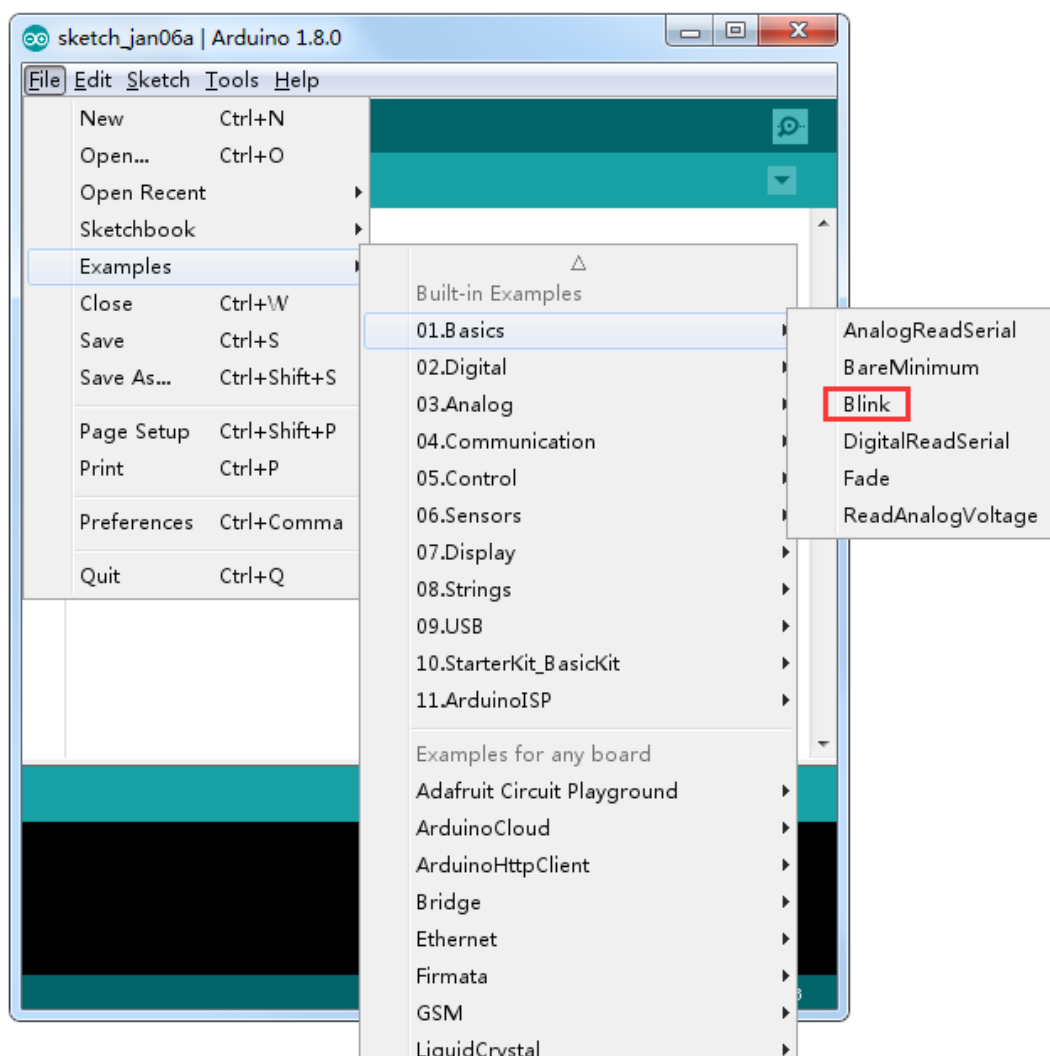 sketch_jan06a | Arduino 1.8.0
File Edit Sketch Tools Help
New Ctrl+N
Open... Ctrl+O
Open Recent
Sketchbook
Examples
Close Ctrl+W
Save Ctrl+S
Save As... Ctrl+Shift+S
Page Setup Ctrl+Shift+P
Print Ctrl+P
Preferences Ctrl+Comma
Quit Ctrl+Q
Built-in Examples
01.Basics
02.Digital
03.Analog
04.Communication
05.Control
06.Sensors
07.Display
08.Strings
09.USB
10.StarterKit_BasicKit
11.ArduinoISP
Examples for any board
Adafruit Circuit Playground
ArduinoCloud
ArduinoHttpClient
Bridge
Ethernet
Firmata
GSM
LiquidCrystal
AnalogReadSerial
BareMinimum
Blink
DigitalReadSerial
Fade
ReadAnalogVoltage